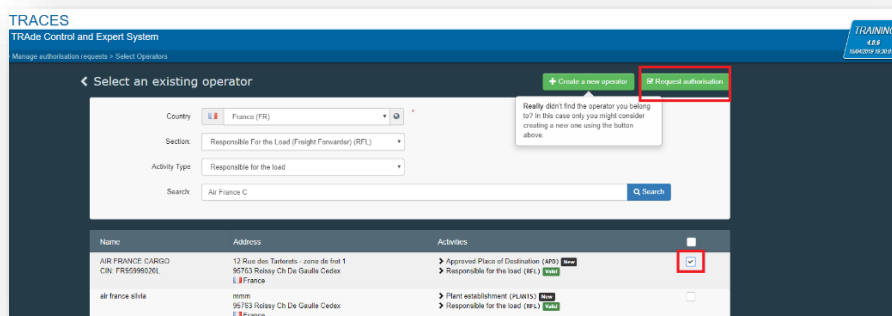 TRACES
TRAde Control and Expert System
TRAINING
4.0.6
Manage authorisation requests > Select Operators
Select an existing operator
Create a new operator
Request authorisation
Really didn't find the operator you belong
to? In this case only you might consider
creating a new one using the button
above.
Country
France (FR)
*
Section:
Responsible For the Load (Freight Forwarder) (RFL)
Activity Type
Responsible for the load
Search:
Air France C
Search
Name
Address
Activities
AIR FRANCE CARGO
12 Rue des Tarterets - zone de fret 1
Approved Place of Destination (APD) New
CIN: FR95999020L
95763 Roissy Ch De Gaulle Cedex
Responsible for the load (RFL) Valid
France
air france silvia
mmm
Plant establishment (PLANTS) New
95763 Roissy Ch De Gaulle Cedex
Responsible for the load (RFL) Valid
France